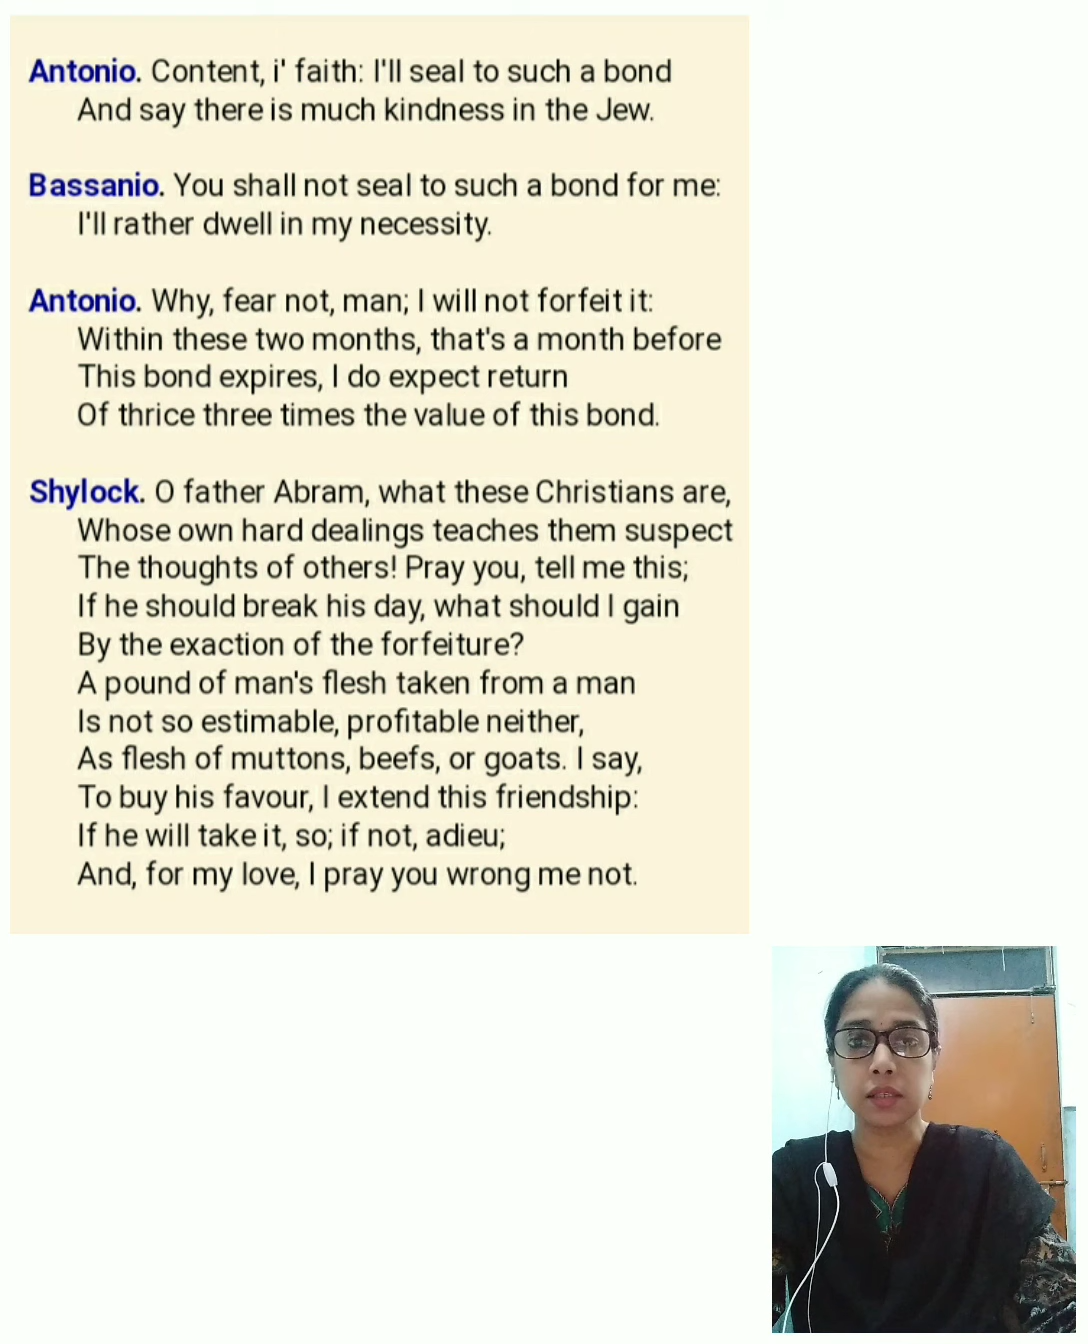 Antonio. Content, i' faith: I'll seal to such a bond
And say there is much kindness in the Jew.
Bassanio. You shall not seal to such a bond for me:
I'll rather dwell in my necessity.
Antonio. Why, fear not, man; I will not forfeit it:
Within these two months, that's a month before
This bond expires, I do expect return
Of thrice three times the value of this bond.
Shylock. O father Abram, what these Christians are,
Whose own hard dealings teaches them suspect
The thoughts of others! Pray you, tell me this;
If he should break his day, what should I gain
By the exaction of the forfeiture?
A pound of man's flesh taken from a man
Is not so estimable, profitable neither,
As flesh of muttons, beefs, or goats. I say,
To buy his favour, I extend this friendship:
If he will take it, so; if not, adieu;
And, for my love, I pray you wrong me not.